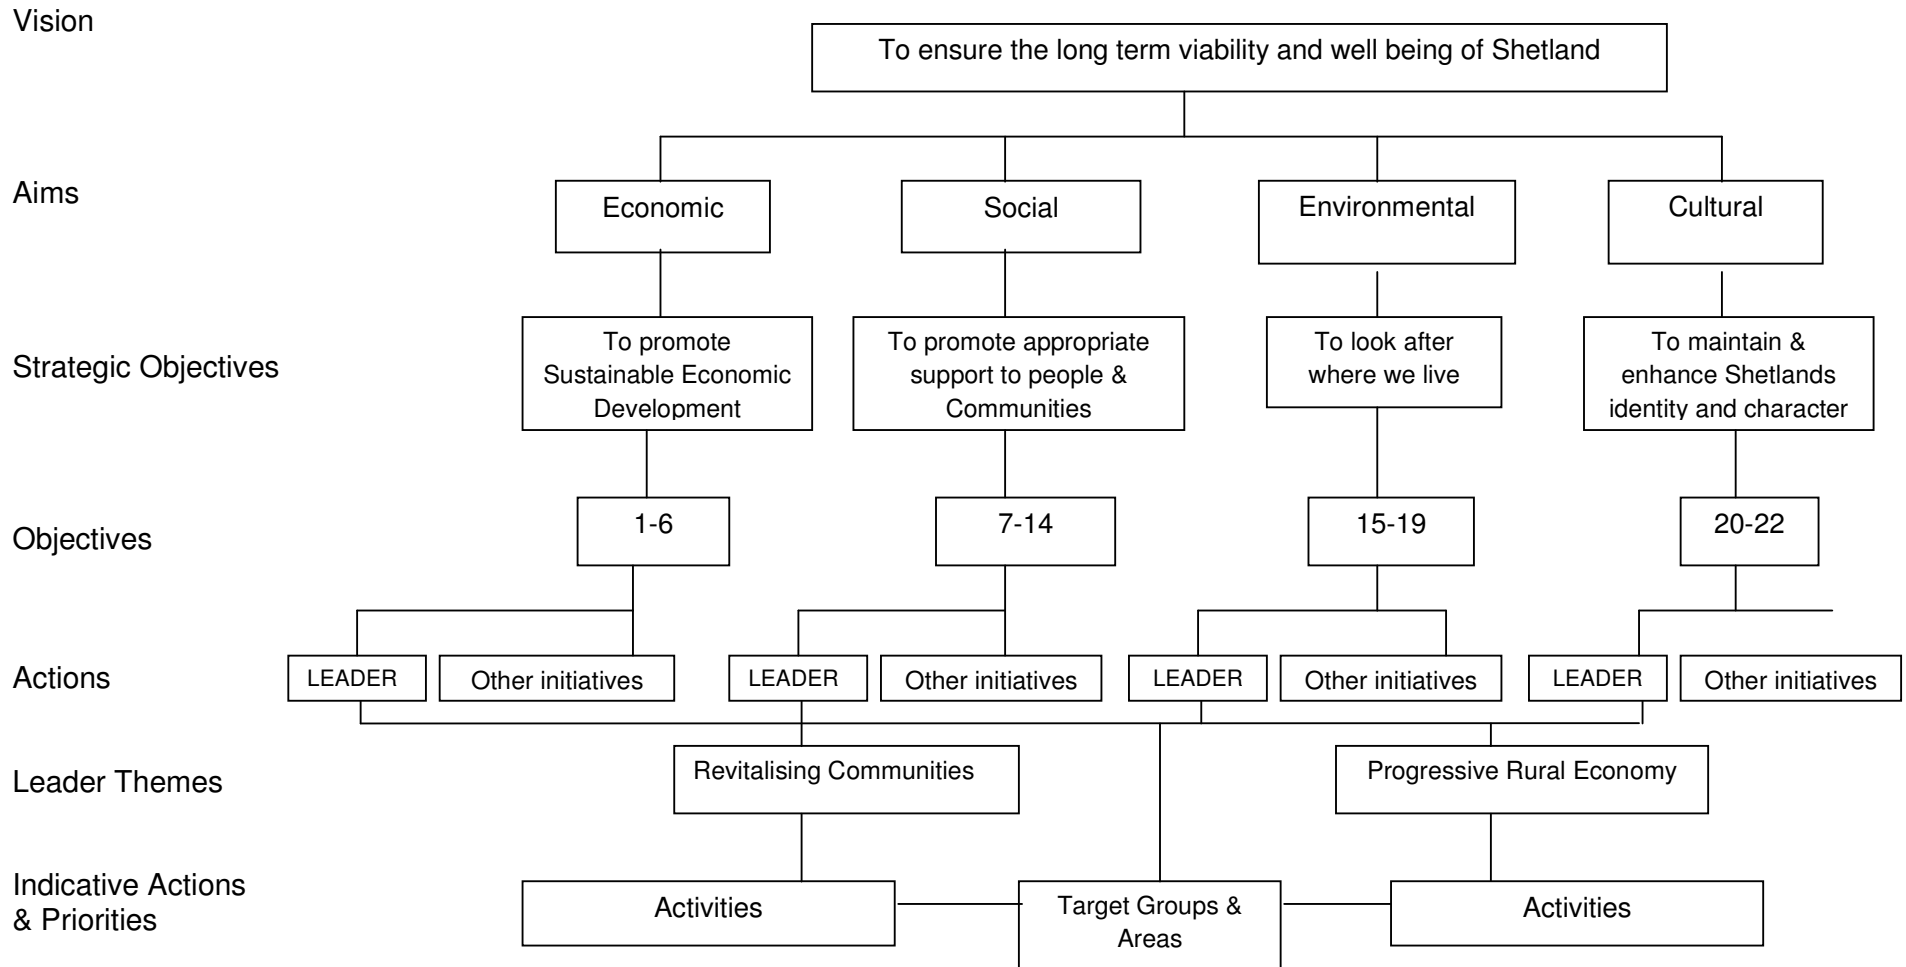 Vision
To ensure the long term viability and well being of Shetland
Aims
Economic
Social
Environmental
Cultural
Strategic Objectives
To promote
Sustainable Economic
Development
To promote appropriate
support to people &
Communities
To look after
where we live
To maintain &
enhance Shetlands
identity and character
Objectives
1-6
7-14
15-19
20-22
Actions
LEADER
Other initiatives
LEADER
Other initiatives
LEADER
Other initiatives
LEADER
Other initiatives
Leader Themes
Revitalising Communities
Progressive Rural Economy
Indicative Actions
& Priorities
Activities
Target Groups &
Areas
Activities